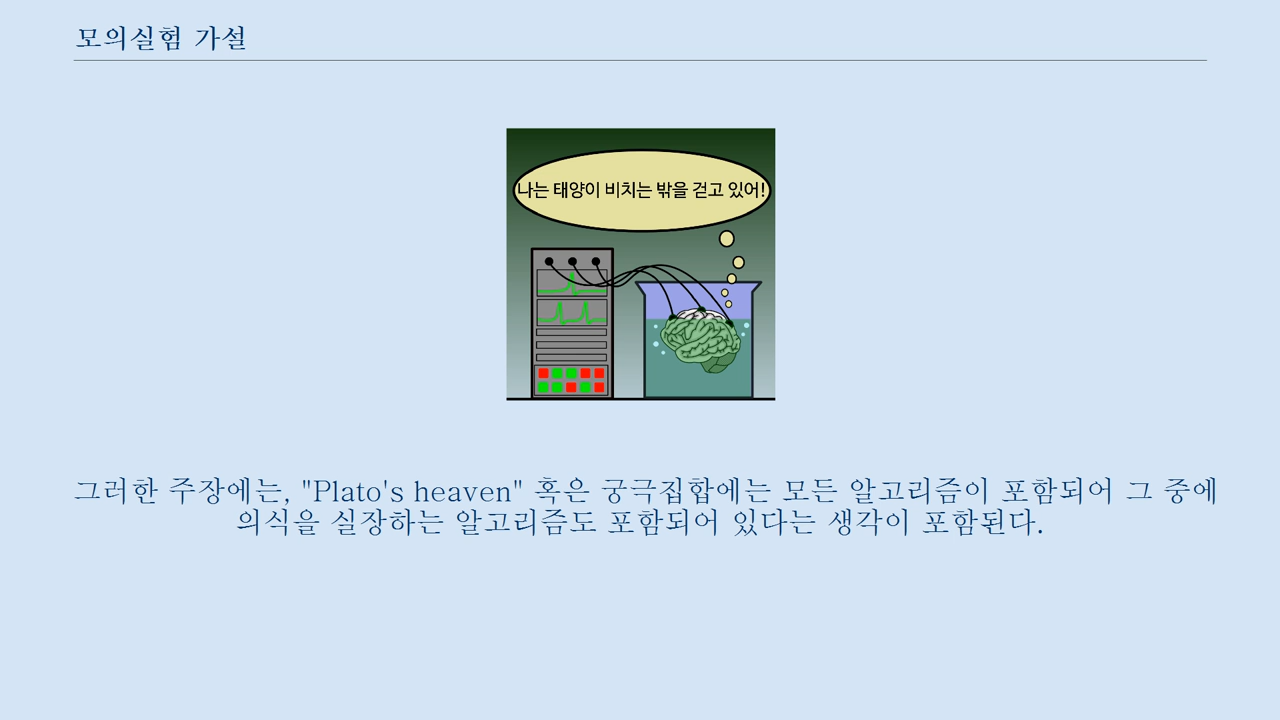 모의실험 가설
나는 태양이 비치는 밖을 걷고 있어!
그러한 주장에는, "Plato's heaven" 혹은 궁극집합에는 모든 알고리즘이 포함되어 그 중에
의식을 실장하는 알고리즘도 포함되어 있다는 생각이 포함된다.